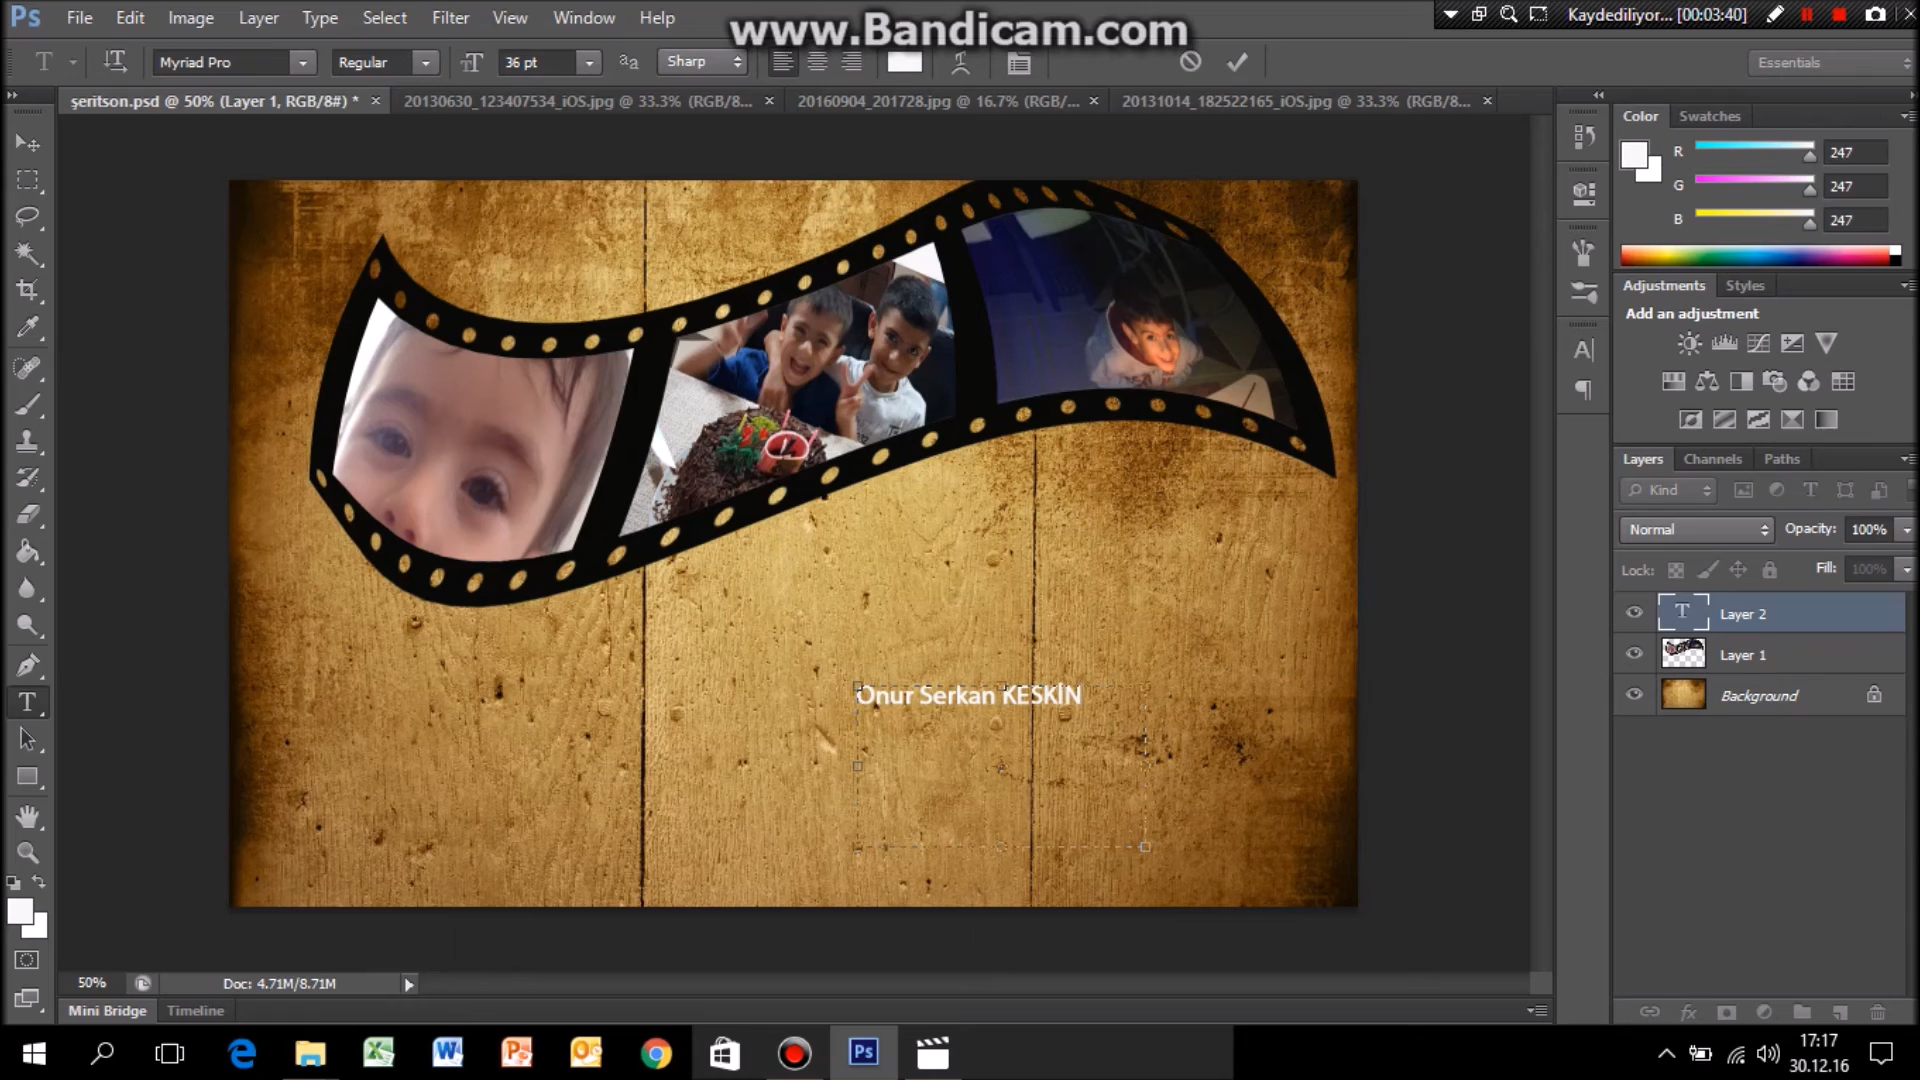 www.Bandicam.com
Kaydediliyor... [00:03:40]
Ps File Edit Image Layer Type Select Filter View Window Help
T Myriad Pro Regular 36 pt aa Sharp Essentials
şeritson.psd @ 50% (Layer 1, RGB/8#) * 20130630_123407534_iOS.jpg @ 33.3% (RGB/8... 20160904_201728.jpg @ 16.7% (RGB/... 20131014_182522165_iOS.jpg @ 33.3% (RGB/8...
Color Swatches
R 247
G 247
B 247
Adjustments Styles
Add an adjustment
Layers Channels Paths
Kind
Normal Opacity: 100%
Lock: Fill: 100%
T Layer 2
Layer 1
Background
Onur Serkan KESKİN
50% Doc: 4.71M/8.71M
Mini Bridge Timeline
Ps
17:17
30.12.16